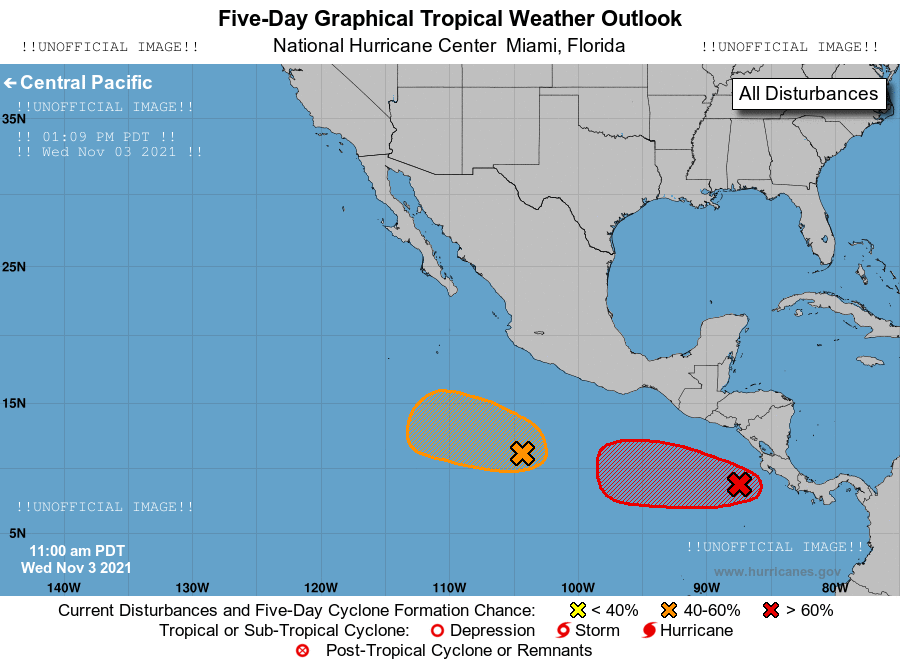 Five-Day Graphical Tropical Weather Outlook
!!UNOFFICIAL IMAGE!! National Hurricane Center Miami, Florida !!UNOFFICIAL IMAGE!!
← Central Pacific
All Disturbances
!!UNOFFICIAL IMAGE!!
35N
!! 01:09 PM PDT !!
!! Wed Nov 03 2021 !!
25N
15N
!!UNOFFICIAL IMAGE!!
5N
11:00 am PDT
Wed Nov 3 2021
!!UNOFFICIAL IMAGE!!
www.hurricanes.gov
140W 130W 120W 110W 100W 90W 80W
Current Disturbances and Five-Day Cyclone Formation Chance: < 40% 40-60% > 60%
Tropical or Sub-Tropical Cyclone: Depression Storm Hurricane
Post-Tropical Cyclone or Remnants